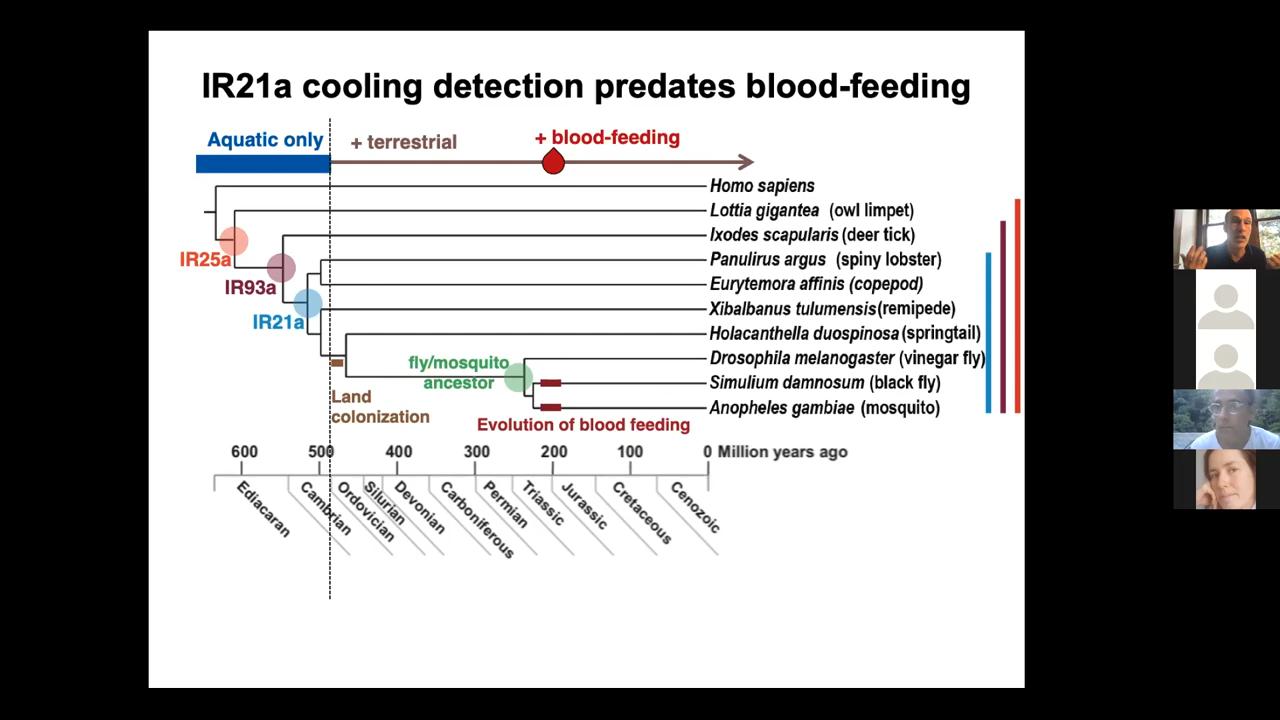 IR21a cooling detection predates blood-feeding
Aquatic only
+ terrestrial
+ blood-feeding
Homo sapiens
Lottia gigantea (owl limpet)
Ixodes scapularis (deer tick)
IR25a
Panulirus argus (spiny lobster)
IR93a
Eurytemora affinis (copepod)
Xibalbanus tulumensis (remipede)
IR21a
Holacanthella duospinosa (springtail)
fly/mosquito
ancestor
Drosophila melanogaster (vinegar fly)
Simulium damnosum (black fly)
Land
colonization
Anopheles gambiae (mosquito)
Evolution of blood feeding
600 500 400 300 200 100 0 Million years ago
Ediacaran
Cambrian
Ordovician
Silurian
Devonian
Carboniferous
Permian
Triassic
Jurassic
Cretaceous
Cenozoic